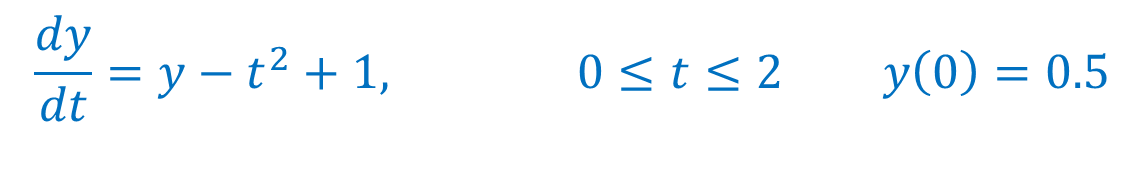 dy/dt = y − t² + 1, 0 ≤ t ≤ 2 y(0) = 0.5